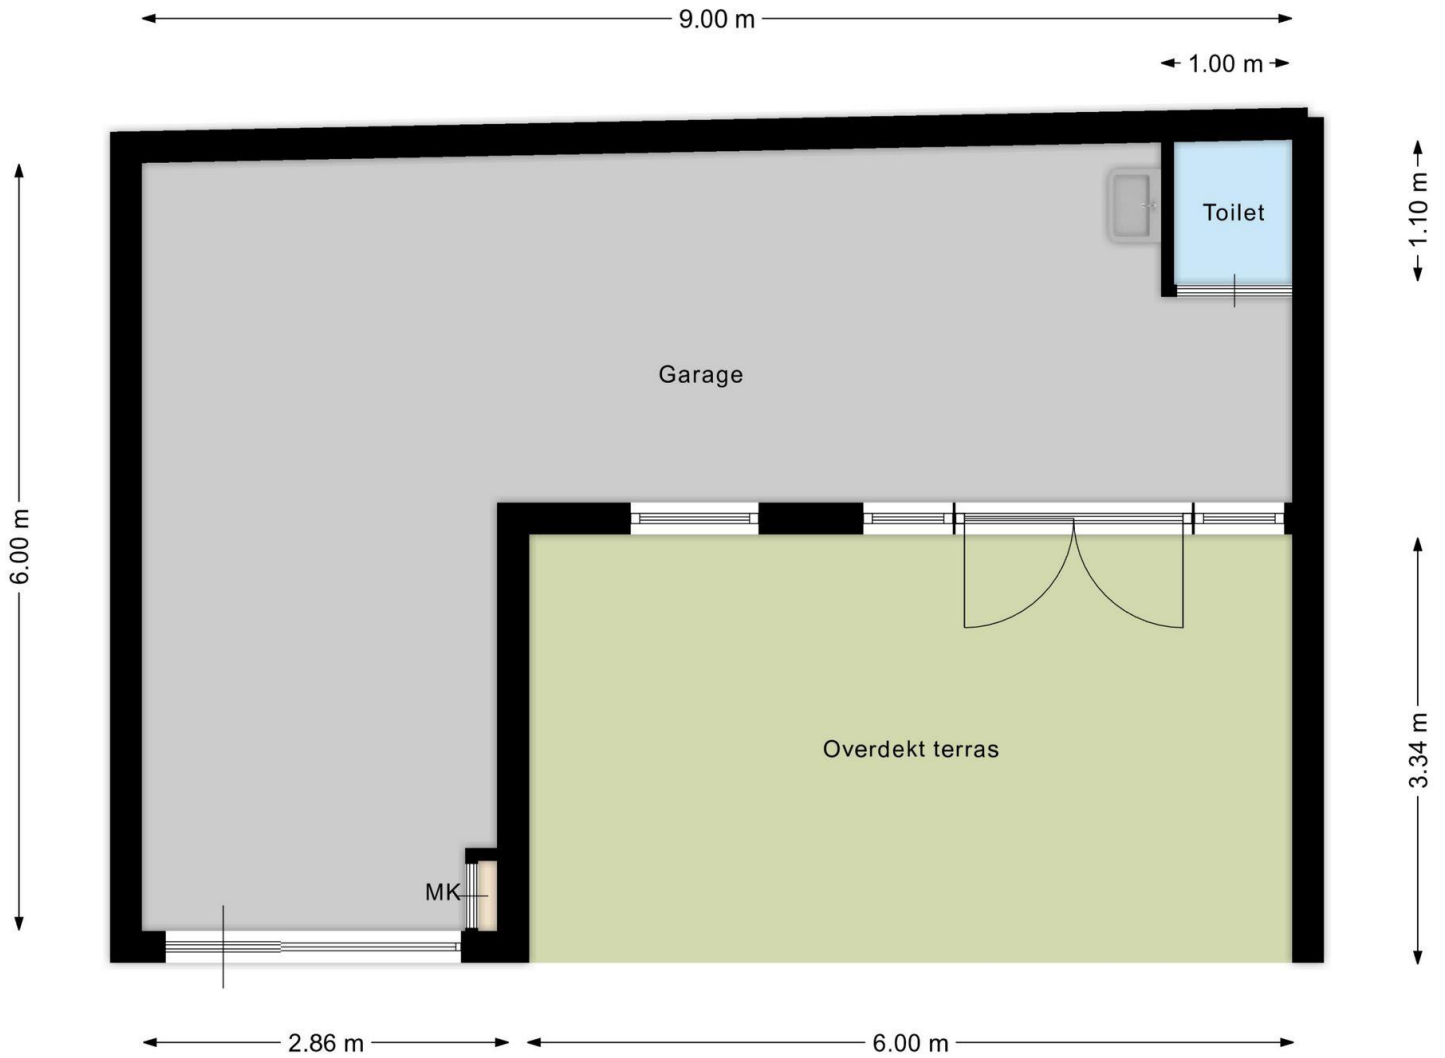 9.00 m
1.00 m
Toilet
1.10 m
Garage
6.00 m
Overdekt terras
3.34 m
MK
2.86 m
6.00 m